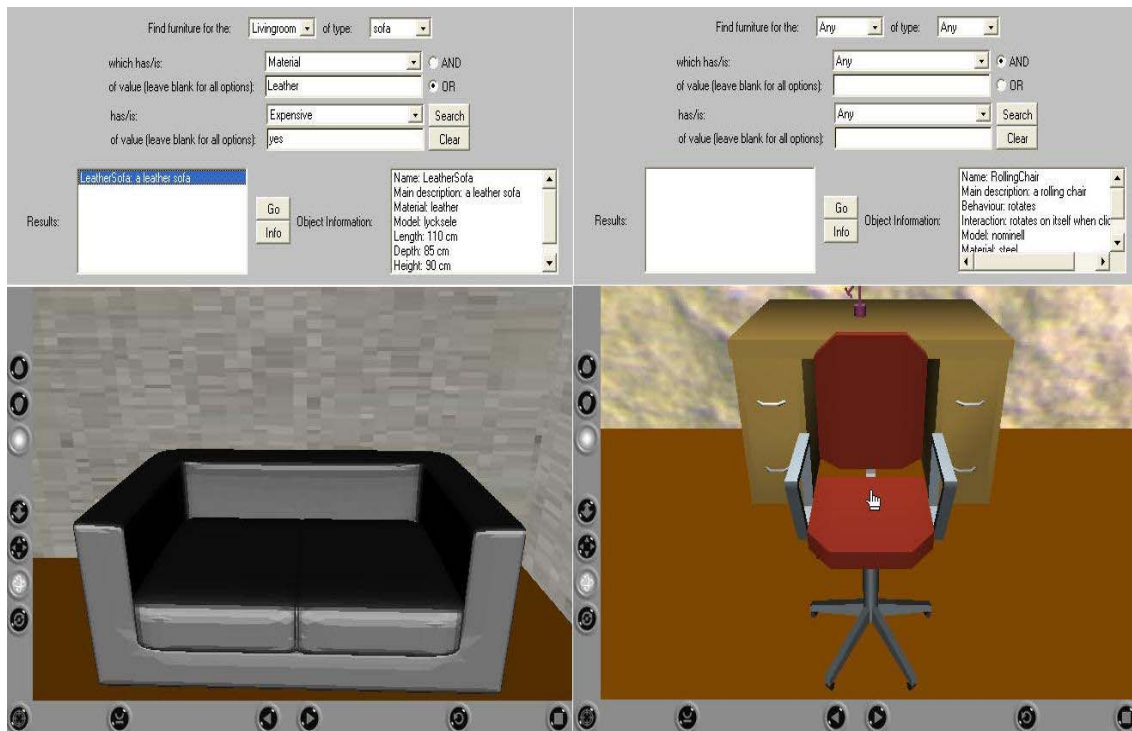 Find furniture for the: Livingroom of type: sofa
which has/is: Material AND
of value (leave blank for all options): Leather OR
has/is: Expensive Search
of value (leave blank for all options): yes Clear
LeatherSofa: a leather sofa
Results:
Go
Info
Object Information:
Name: LeatherSofa
Main description: a leather sofa
Material: leather
Model: lycksele
Length: 110 cm
Depth: 85 cm
Height: 90 cm
Find furniture for the: Any of type: Any
which has/is: Any AND
of value (leave blank for all options): OR
has/is: Any Search
of value (leave blank for all options): Clear
Results:
Go
Info
Object Information:
Name: RollingChair
Main description: a rolling chair
Behaviour: rotates
Interaction: rotates on itself when clic
Model: nominell
Material: steel